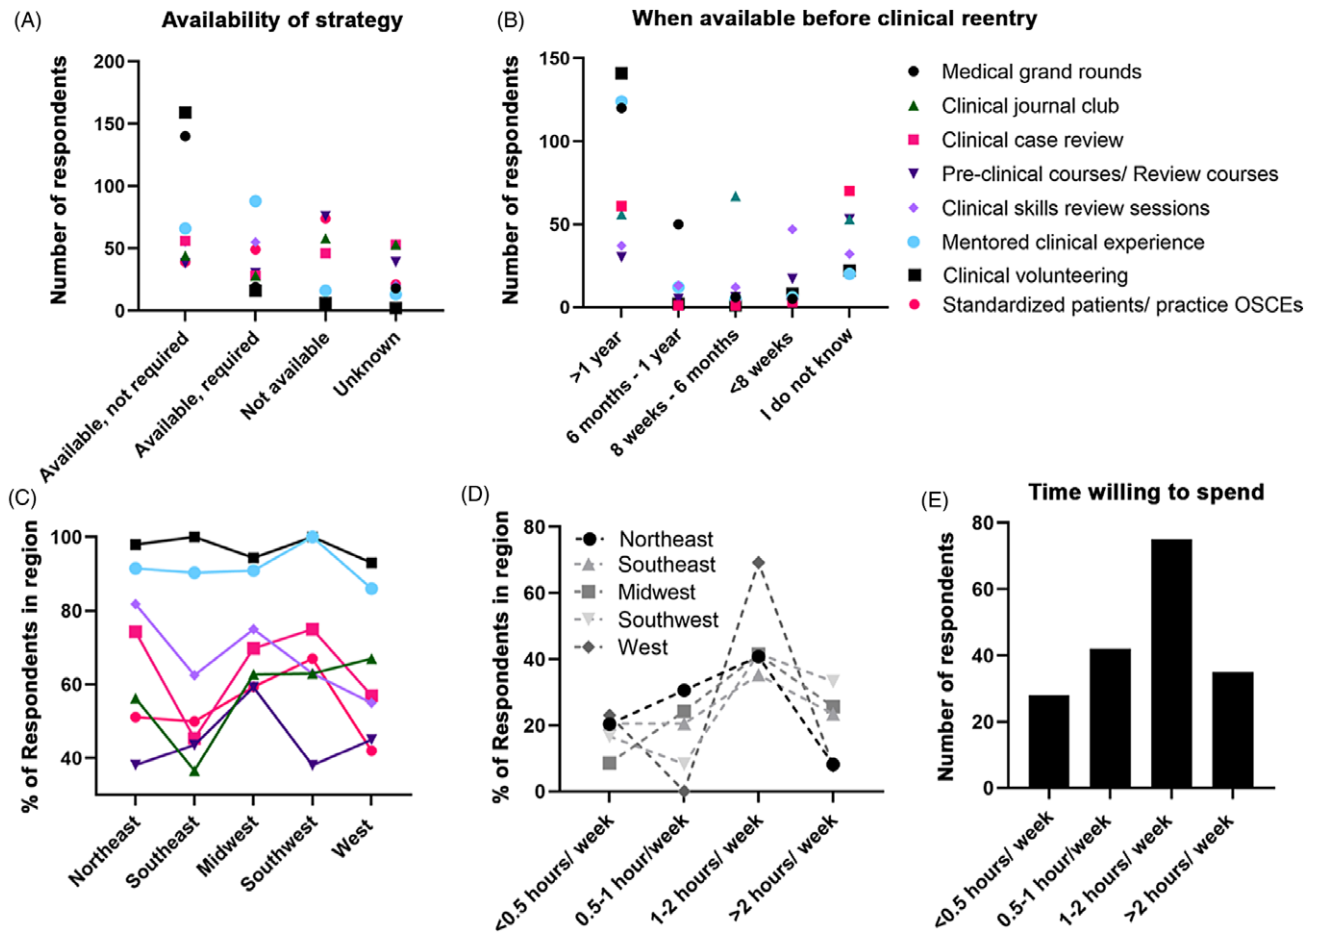 (A)
Availability of strategy
Number of respondents
200
150
100
50
0
Available, not required
Available, required
Not available
Unknown
(B)
When available before clinical reentry
Number of respondents
150
100
50
0
>1 year
6 months - 1 year
8 weeks - 6 months
<8 weeks
I do not know
Medical grand rounds
Clinical journal club
Clinical case review
Pre-clinical courses/ Review courses
Clinical skills review sessions
Mentored clinical experience
Clinical volunteering
Standardized patients/ practice OSCEs
(C)
% of Respondents in region
100
80
60
40
Northeast
Southeast
Midwest
Southwest
West
(D)
% of Respondents in region
80
60
40
20
0
Northeast
Southeast
Midwest
Southwest
West
<0.5 hours/ week
0.5-1 hour/week
1-2 hours/ week
>2 hours/ week
(E)
Time willing to spend
Number of respondents
80
60
40
20
0
<0.5 hours/ week
0.5-1 hour/week
1-2 hours/ week
>2 hours/ week